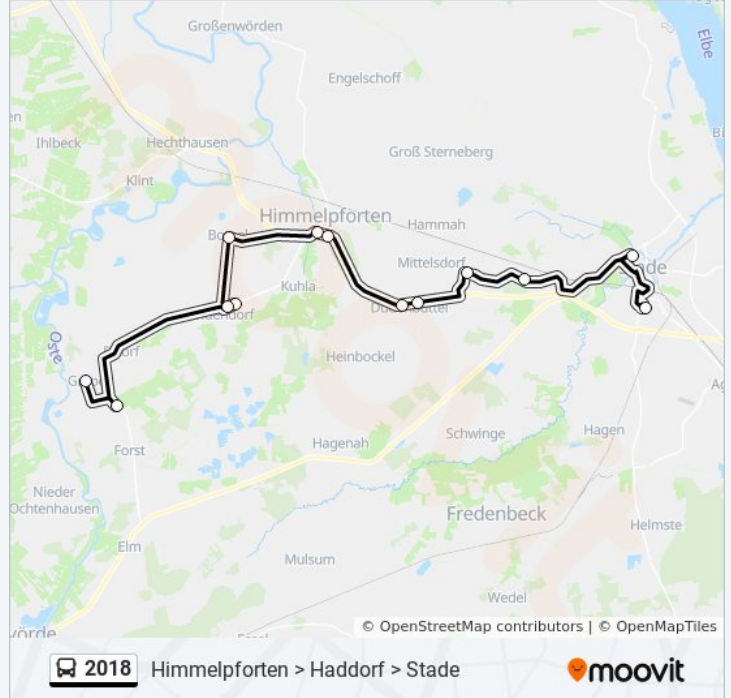 Großenwörden
Elbe
Engelschoff
Ihlbeck
Hechthausen
Groß Sterneberg
Klint
Himmelpforten
Hammah
Mittelsdorf
Kuhla
Oste
Heinbockel
Forst
Hagenah
Schwinge
Hagen
Nieder
Ochtenhausen
Fredenbeck
Elm
Helmste
Mulsum
Wedel
© OpenStreetMap contributors | © OpenMapTiles
2018 Himmelpforten > Haddorf > Stade
moovit